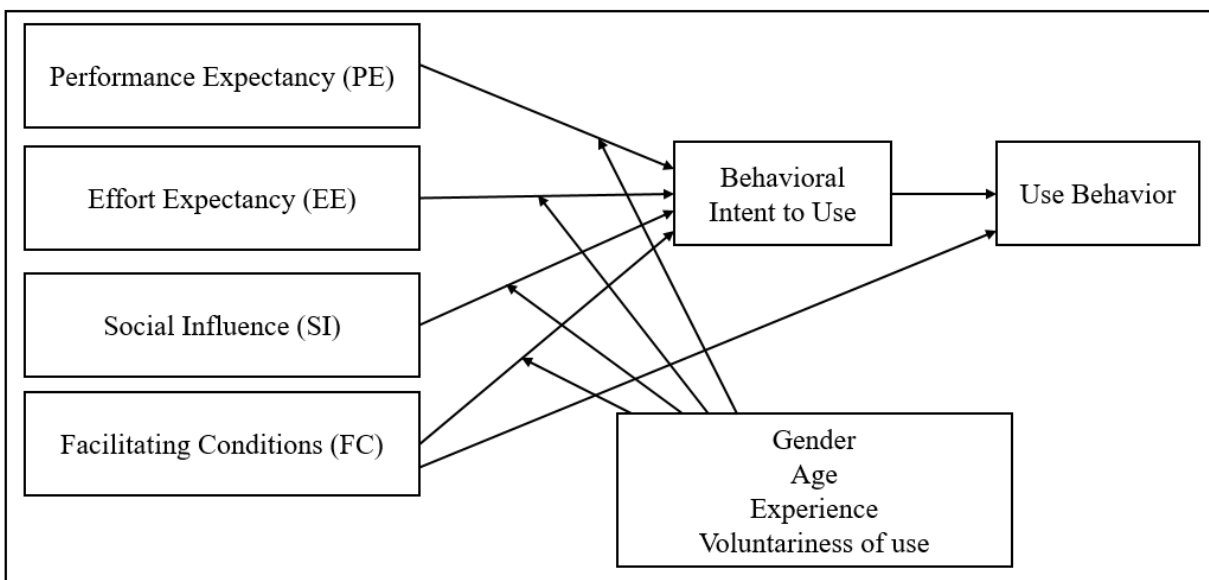 Performance Expectancy (PE)
Effort Expectancy (EE)
Social Influence (SI)
Facilitating Conditions (FC)
Behavioral
Intent to Use
Use Behavior
Gender
Age
Experience
Voluntariness of use